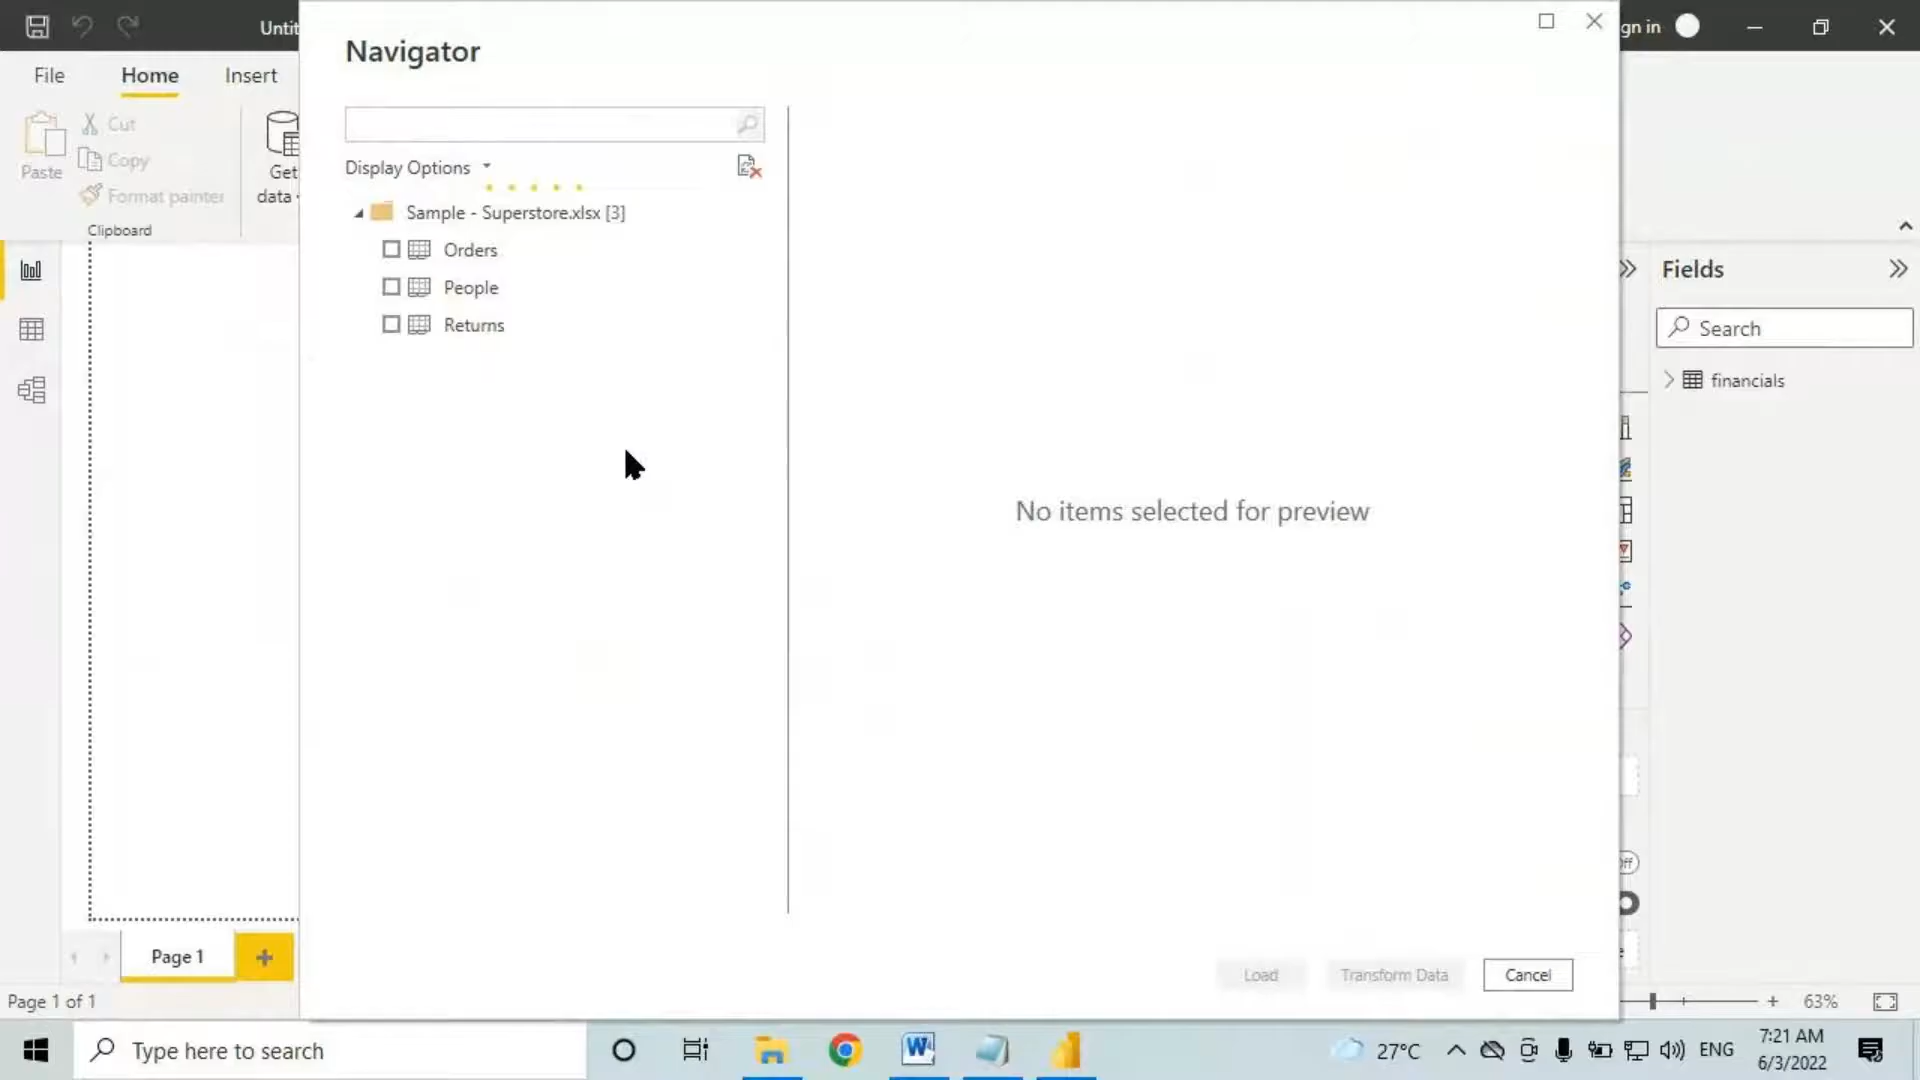 Untit
gn in
Navigator
File
Home
Insert
Cut
Copy
Format painter
Paste
Get
data
Clipboard
Display Options
Sample - Superstore.xlsx [3]
Orders
People
Returns
No items selected for preview
Fields
Search
financials
Load
Transform Data
Cancel
Page 1
Page 1 of 1
63%
Type here to search
27°C
ENG
7:21 AM
6/3/2022